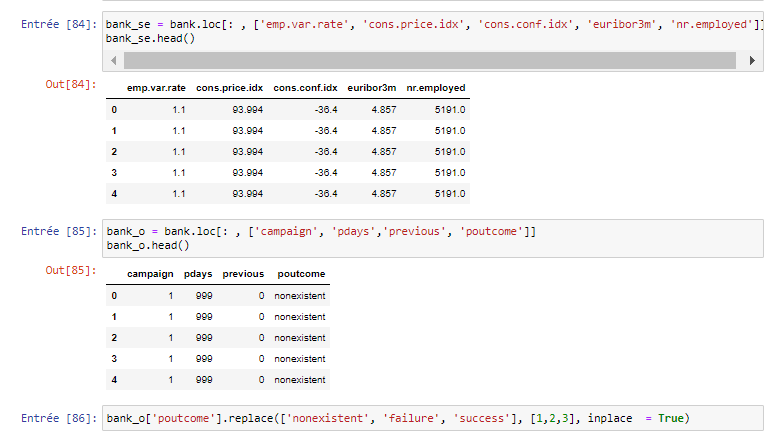 Entrée [84]: bank_se = bank.loc[: , ['emp.var.rate', 'cons.price.idx', 'cons.conf.idx', 'euribor3m', 'nr.employed']]
bank_se.head()
Out[84]:
emp.var.rate cons.price.idx cons.conf.idx euribor3m nr.employed
0 1.1 93.994 -36.4 4.857 5191.0
1 1.1 93.994 -36.4 4.857 5191.0
2 1.1 93.994 -36.4 4.857 5191.0
3 1.1 93.994 -36.4 4.857 5191.0
4 1.1 93.994 -36.4 4.857 5191.0
Entrée [85]: bank_o = bank.loc[: , ['campaign', 'pdays','previous', 'poutcome']]
bank_o.head()
Out[85]:
campaign pdays previous poutcome
0 1 999 0 nonexistent
1 1 999 0 nonexistent
2 1 999 0 nonexistent
3 1 999 0 nonexistent
4 1 999 0 nonexistent
Entrée [86]: bank_o['poutcome'].replace(['nonexistent', 'failure', 'success'], [1,2,3], inplace  = True)